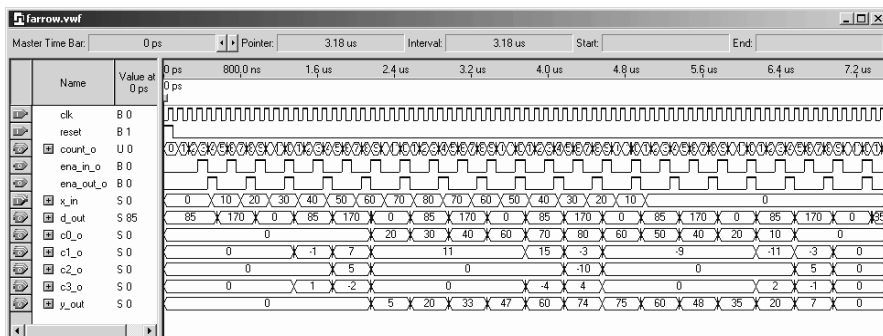 farrow.vwf
Master Time Bar: 0 ps Pointer: 3.18 us Interval: 3.18 us Start: End:
Name Value at 0 ps
0 ps 800.0 ns 1.6 us 2.4 us 3.2 us 4.0 us 4.8 us 5.6 us 6.4 us 7.2 us
0 ps
clk B 0
reset B 1
count_o U 0
ena_in_o B 0
ena_out_o B 0
x_in S 0 0 10 20 30 40 50 60 70 80 70 60 50 40 30 20 10 0
d_out S 85 85 170 0 85 170 0 85 170 0 85 170 0 85 170 0 85 170 0
c0_o S 0 0 20 30 40 60 70 80 60 50 40 20 10 0
c1_o S 0 0 -1 7 11 15 -3 -9 -11 -3 0
c2_o S 0 0 5 0 -10 0 5 0
c3_o S 0 0 1 -2 0 -4 4 0 2 -1 0
y_out S 0 0 5 20 33 47 60 74 75 60 48 35 20 7 0